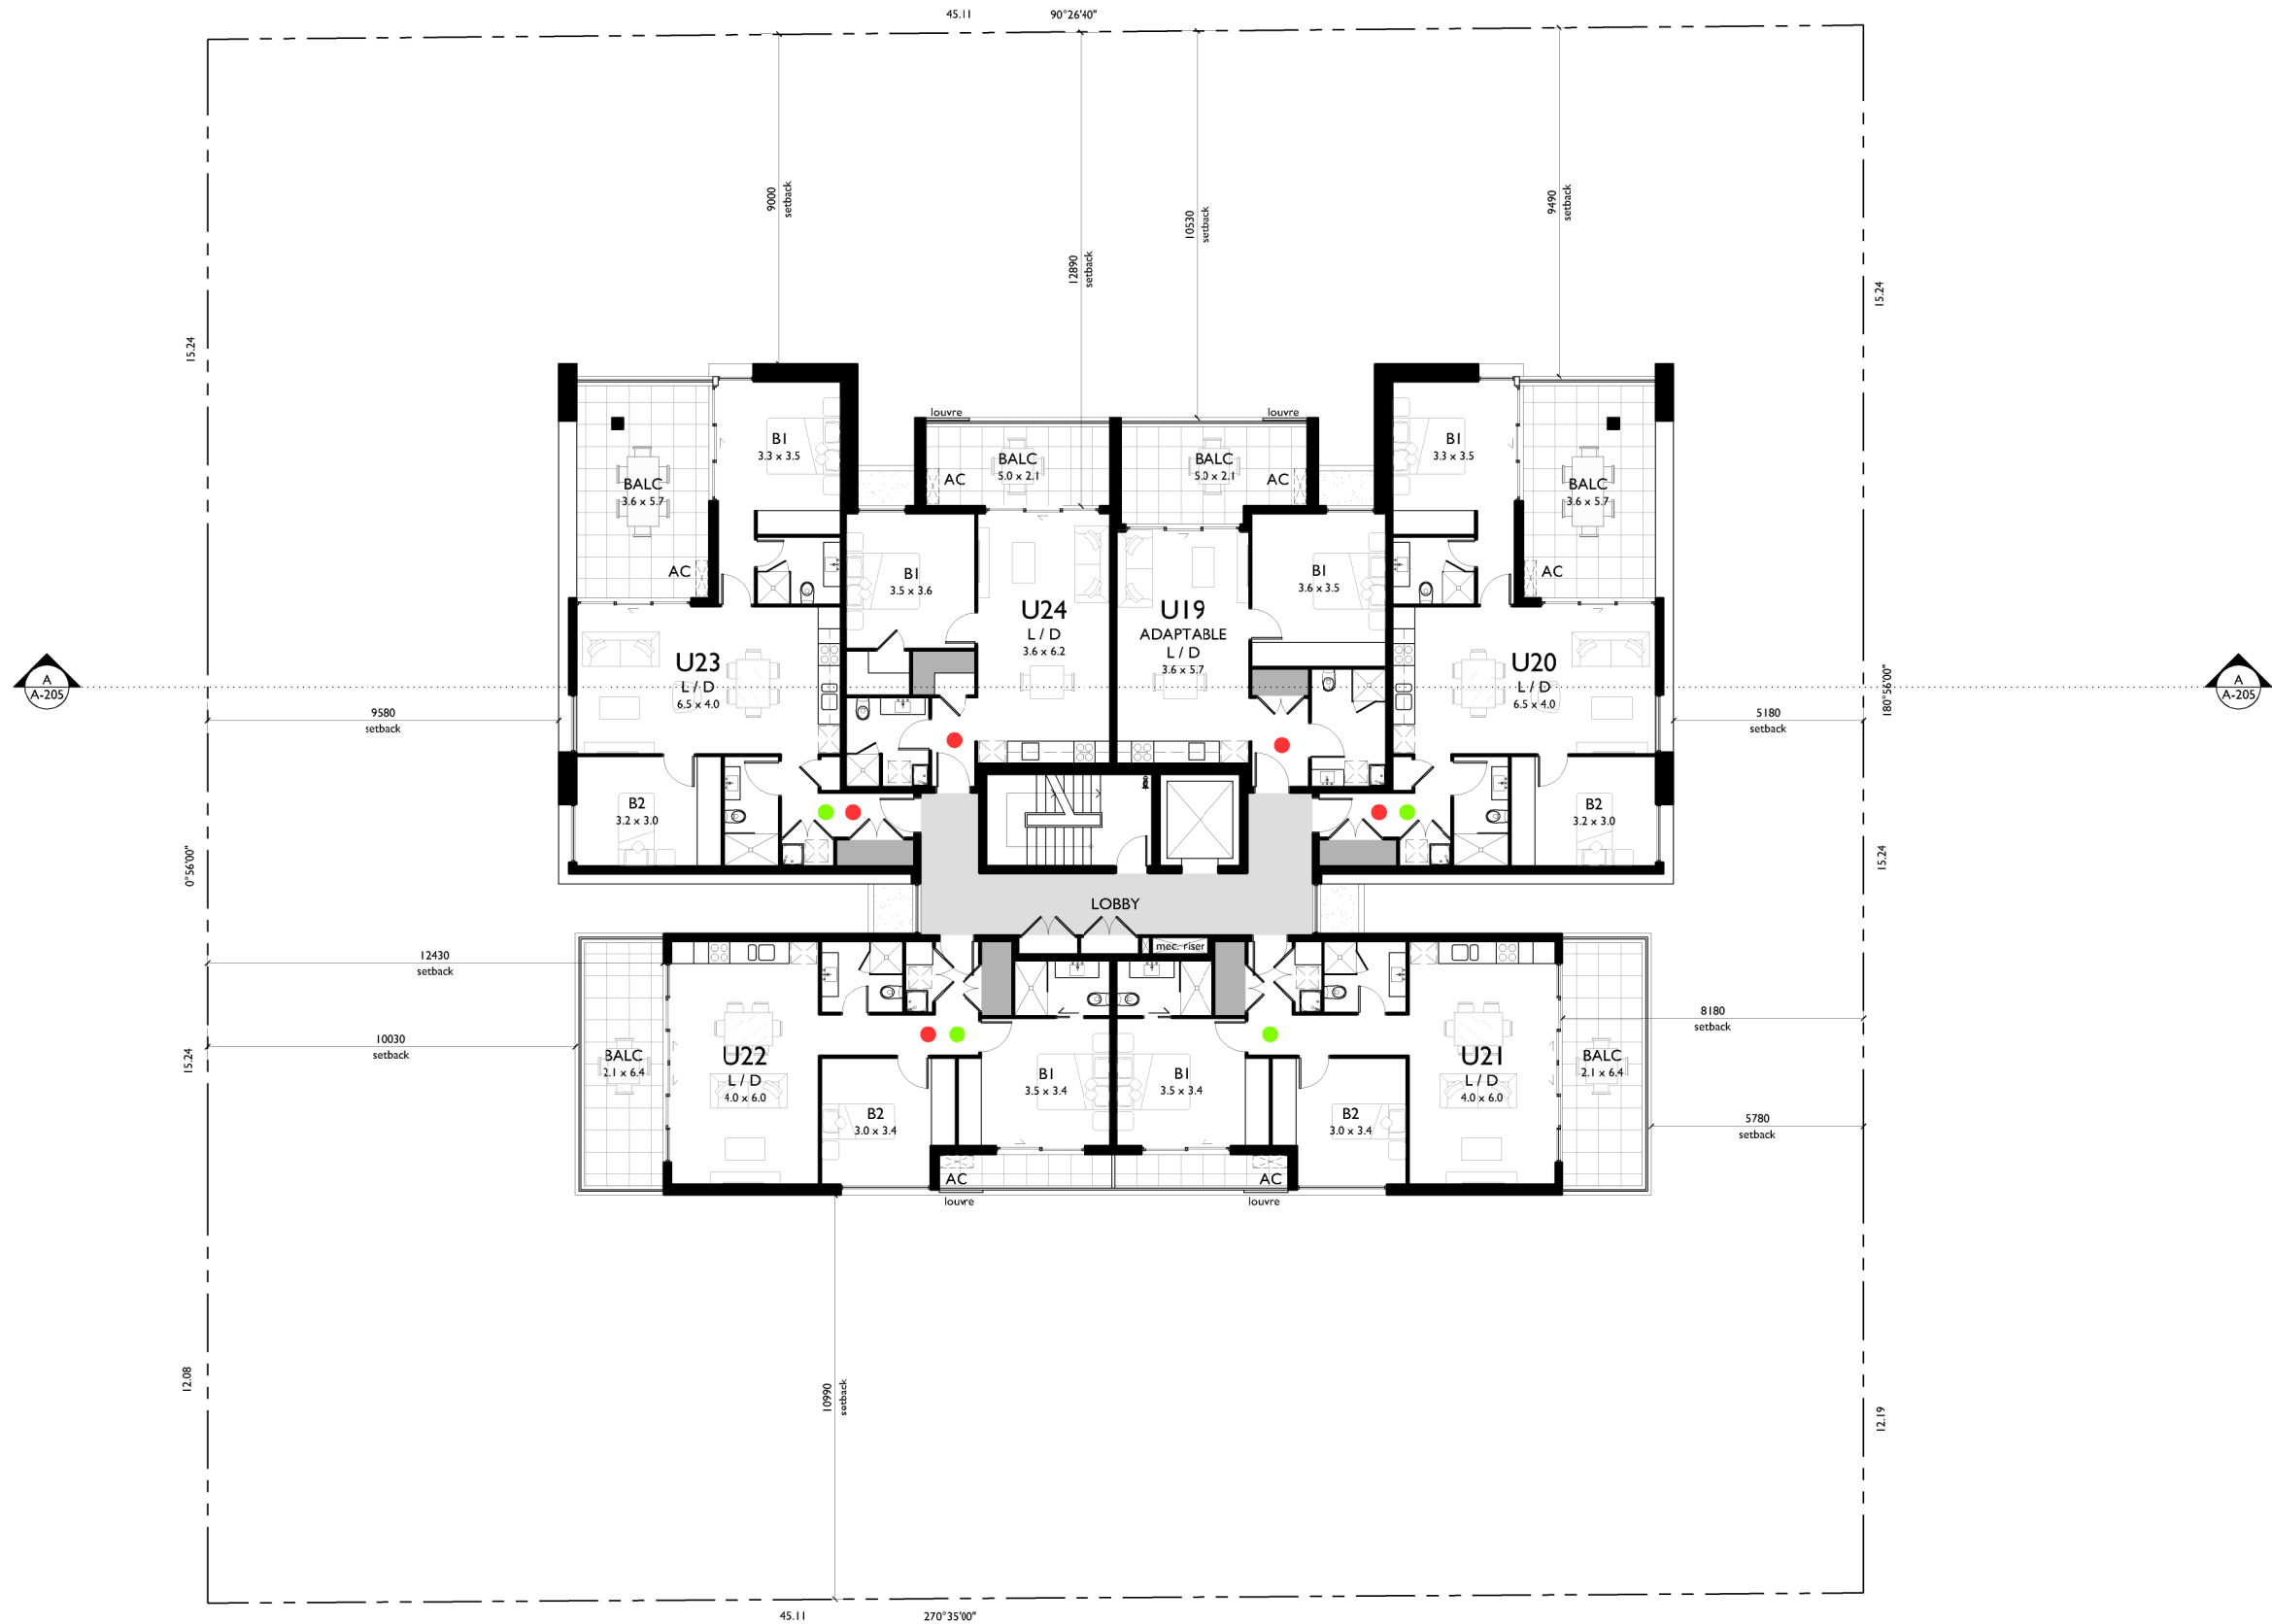 45.11
90°26'40"
9000
setback
12890
setback
10530
setback
9490
setback
15.24
15.24
louvre
louvre
B1
3.3 x 3.5
BALC
5.0 x 2.1
AC
BALC
5.0 x 2.1
AC
B1
3.3 x 3.5
BALC
3.6 x 5.7
BALC
3.6 x 5.7
AC
B1
3.5 x 3.6
B1
3.6 x 3.5
AC
U24
L / D
3.6 x 6.2
U19
ADAPTABLE
L / D
3.6 x 5.7
U23
L / D
6.5 x 4.0
U20
L / D
6.5 x 4.0
A
A-205
A
A-205
180°56'00"
9580
setback
5180
setback
B2
3.2 x 3.0
B2
3.2 x 3.0
0°56'00"
15.24
LOBBY
mec. riser
12430
setback
10030
setback
8180
setback
15.24
BALC
2.1 x 6.4
U22
L / D
4.0 x 6.0
B1
3.5 x 3.4
B1
3.5 x 3.4
U21
L / D
4.0 x 6.0
BALC
2.1 x 6.4
B2
3.0 x 3.4
B2
3.0 x 3.4
5780
setback
AC
AC
louvre
louvre
12.08
10990
setback
12.19
45.11
270°35'00"